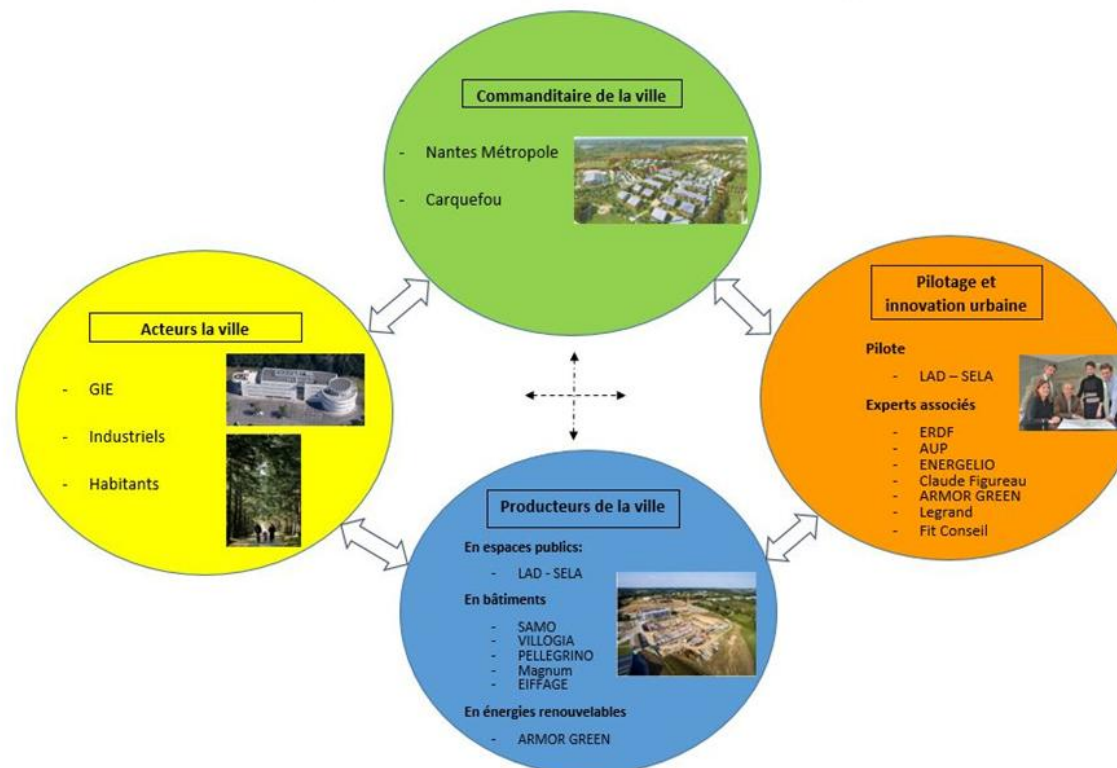 Commanditaire de la ville
- Nantes Métropole
- Carquefou
Acteurs la ville
- GIE
- Industriels
- Habitants
Pilotage et
innovation urbaine
Pilote
- LAD – SELA
Experts associés
- ERDF
- AUP
- ENERGELIO
- Claude Figureau
- ARMOR GREEN
- Legrand
- Fit Conseil
Producteurs de la ville
En espaces publics:
- LAD - SELA
En bâtiments
- SAMO
- VILLOGIA
- PELLEGRINO
- Magnum
- EIFFAGE
En énergies renouvelables
- ARMOR GREEN